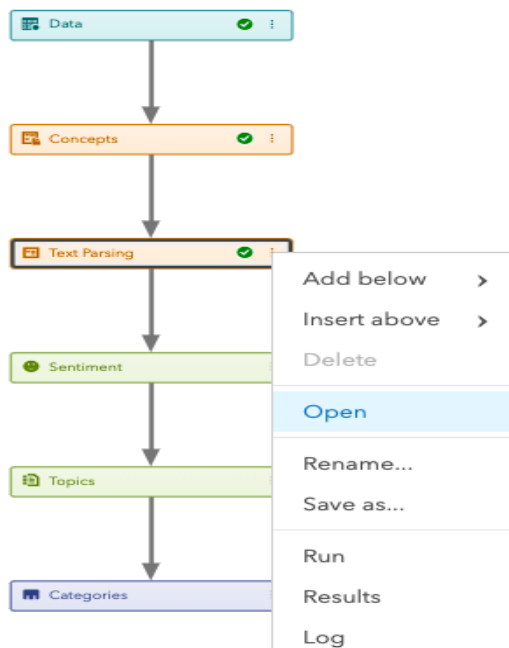 Data
Concepts
Text Parsing
Add below
Insert above
Delete
Sentiment
Open
Rename...
Topics
Save as...
Run
Categories
Results
Log